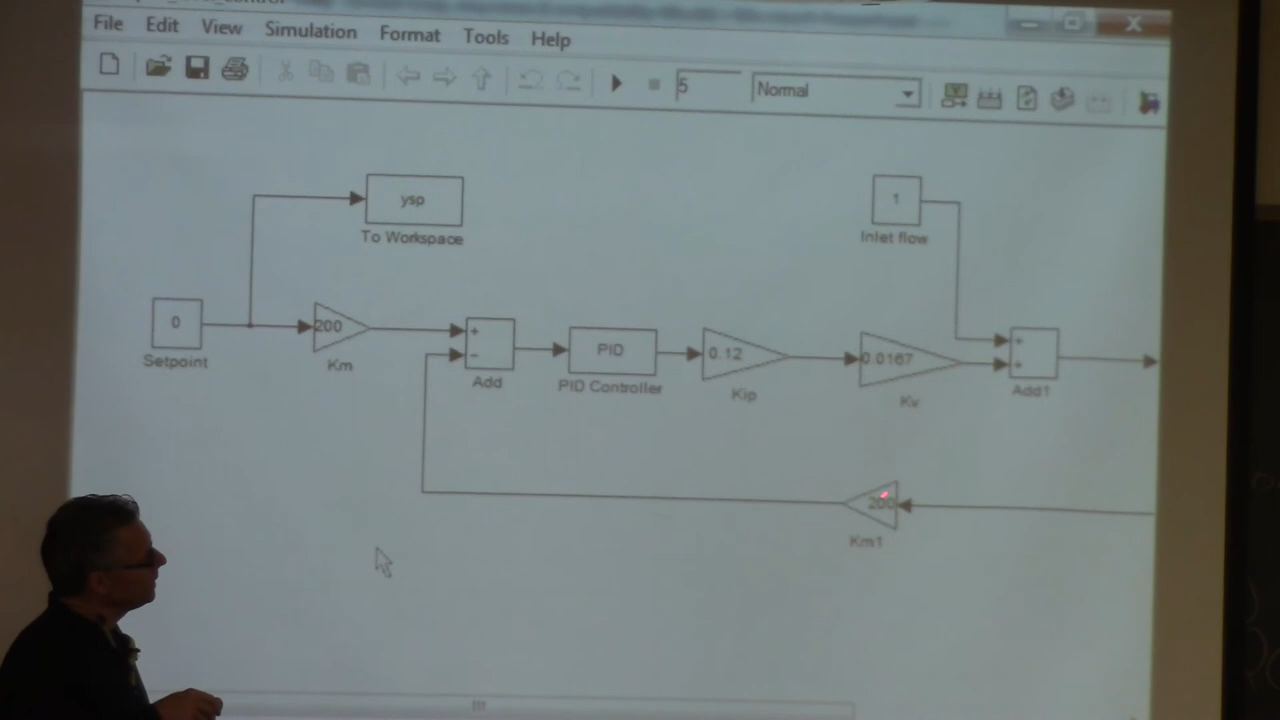 File Edit View Simulation Format Tools Help
5 Normal
ysp
To Workspace
1
Inlet flow
0
Setpoint
200
Km
+
−
Add
PID
PID Controller
0.12
Kip
0.0167
Kv
+
+
Add1
200
Km1